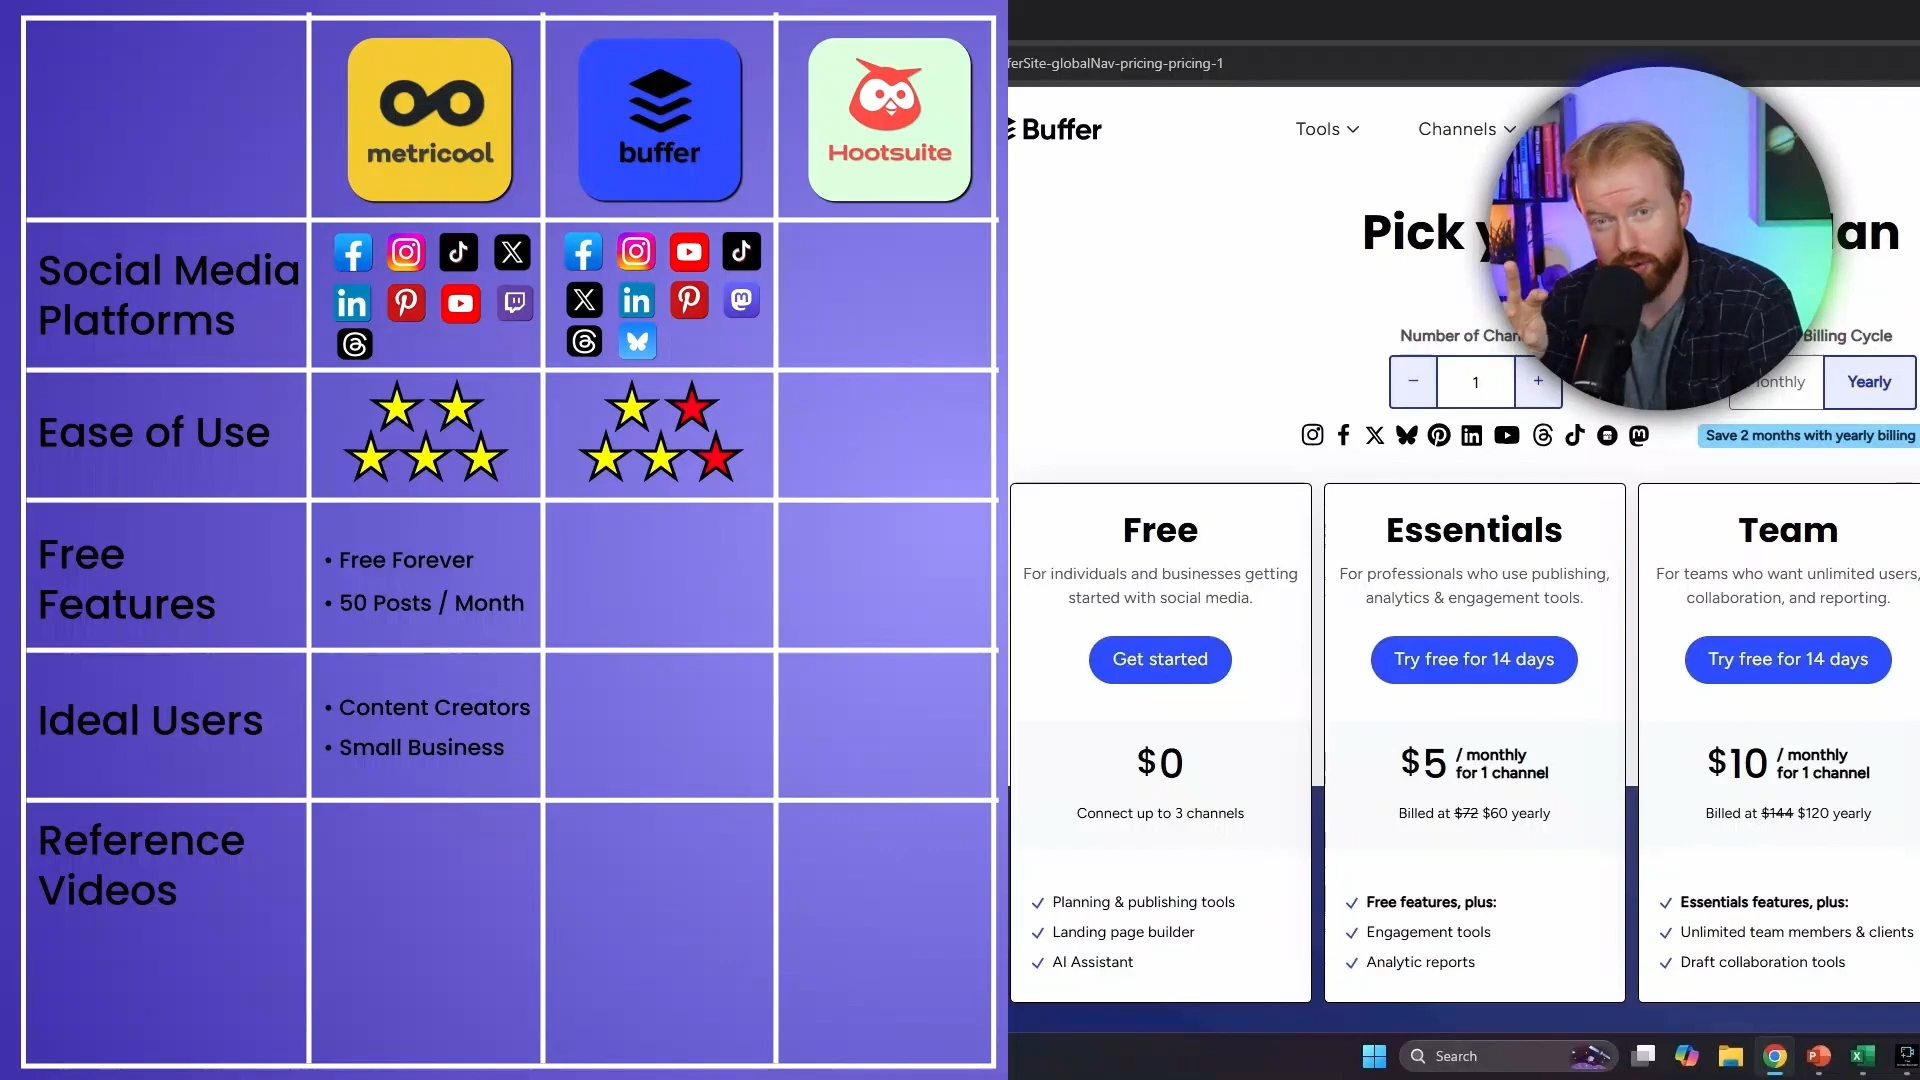 metricool
buffer
Hootsuite
Social Media
Platforms
Ease of Use
Free
Features
• Free Forever
• 50 Posts / Month
Ideal Users
• Content Creators
• Small Business
Reference
Videos
ferSite-globalNav-pricing-pricing-1
Buffer
Tools
Channels
Pick
an
Number of Chan
Billing Cycle
− 1 +
onthly
Yearly
Save 2 months with yearly billing
Free
For individuals and businesses getting
started with social media.
Get started
$0
Connect up to 3 channels
Planning & publishing tools
Landing page builder
AI Assistant
Essentials
For professionals who use publishing,
analytics & engagement tools.
Try free for 14 days
$5 / monthly
for 1 channel
Billed at $72 $60 yearly
Free features, plus:
Engagement tools
Analytic reports
Team
For teams who want unlimited users,
collaboration, and reporting.
Try free for 14 days
$10 / monthly
for 1 channel
Billed at $144 $120 yearly
Essentials features, plus:
Unlimited team members & clients
Draft collaboration tools
Search